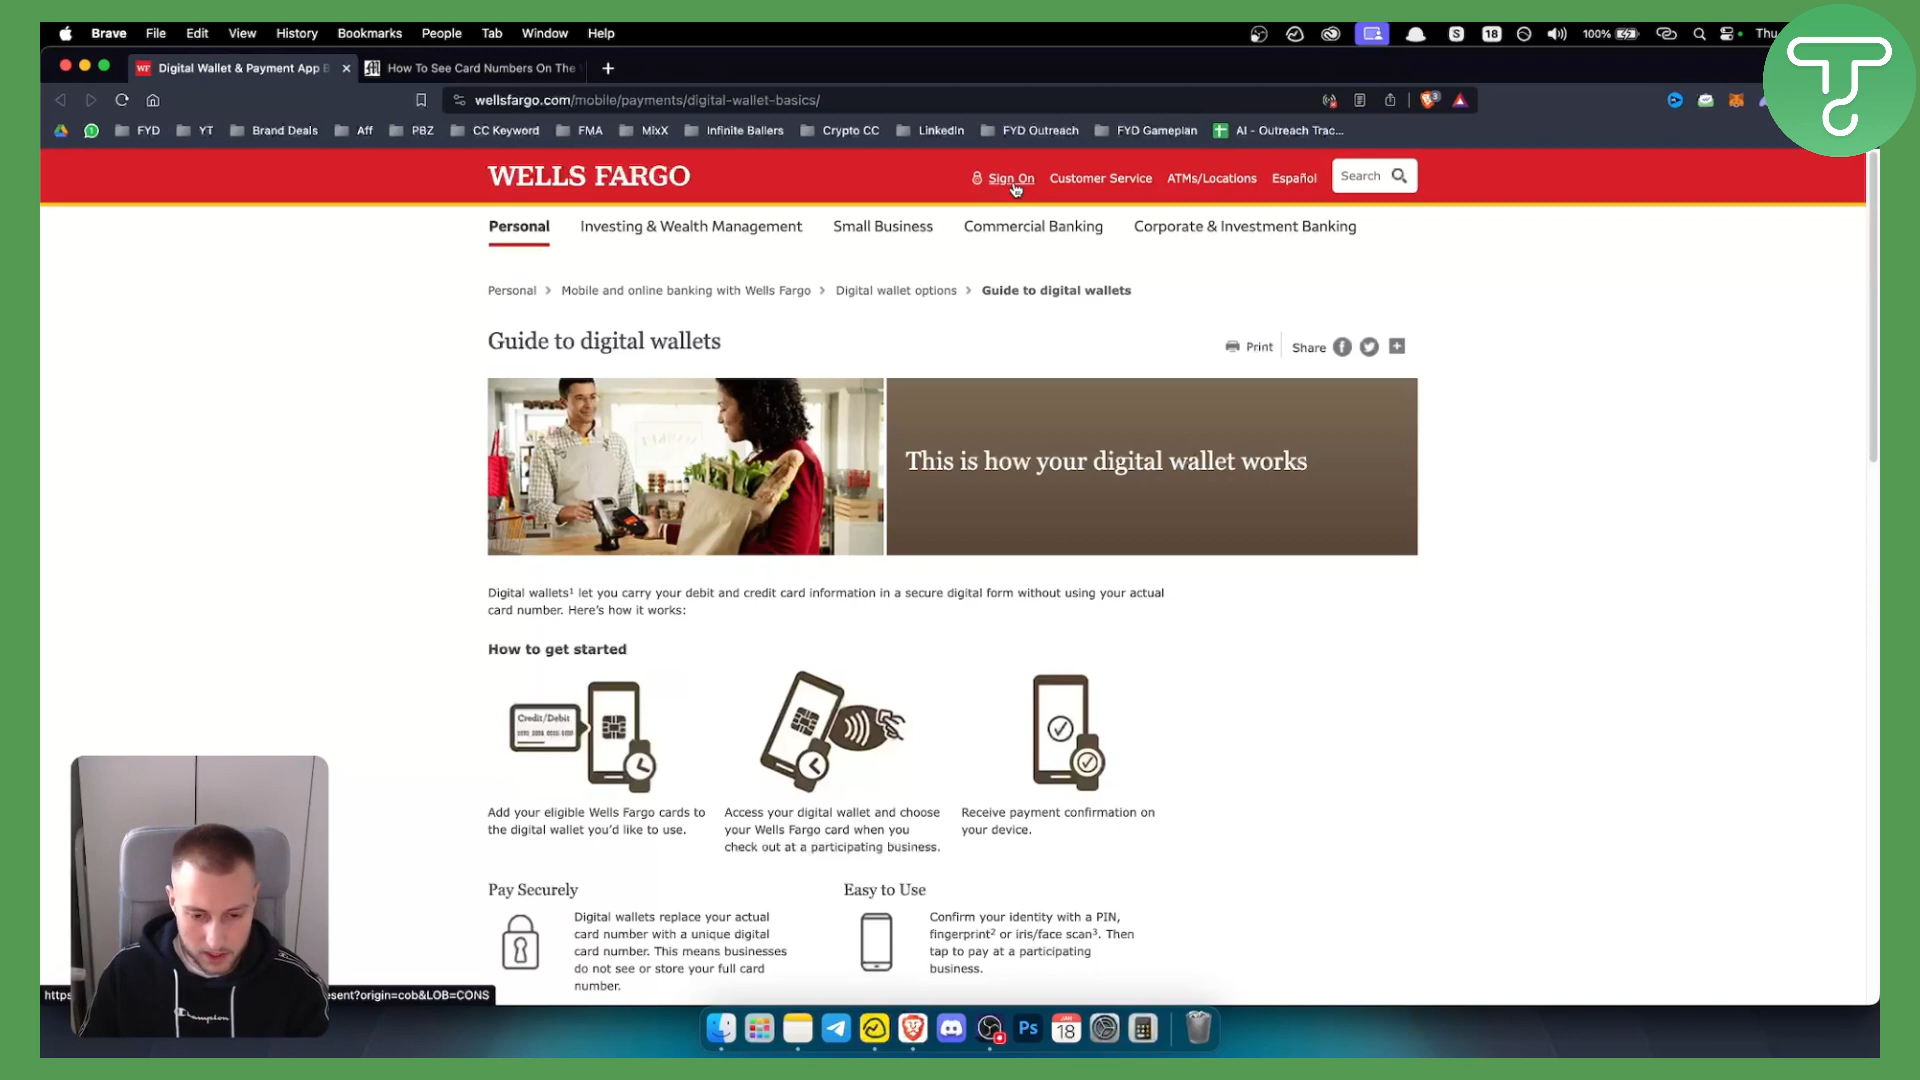 Brave File Edit View History Bookmarks People Tab Window Help
S 18 100% Thu
WF Digital Wallet & Payment App B How To See Card Numbers On The
wellsfargo.com/mobile/payments/digital-wallet-basics/
3
FYD YT Brand Deals Aff PBZ CC Keyword FMA MixX Infinite Ballers Crypto CC LinkedIn FYD Outreach FYD Gameplan AI - Outreach Trac...
WELLS FARGO
Sign On Customer Service ATMs/Locations Español Search
Personal Investing & Wealth Management Small Business Commercial Banking Corporate & Investment Banking
Personal > Mobile and online banking with Wells Fargo > Digital wallet options > Guide to digital wallets
Guide to digital wallets
Print Share
This is how your digital wallet works
Digital wallets¹ let you carry your debit and credit card information in a secure digital form without using your actual
card number. Here's how it works:
How to get started
Credit/Debit
Add your eligible Wells Fargo cards to
the digital wallet you'd like to use.
Access your digital wallet and choose
your Wells Fargo card when you
check out at a participating business.
Receive payment confirmation on
your device.
Pay Securely
Digital wallets replace your actual
card number with a unique digital
card number. This means businesses
do not see or store your full card
number.
Easy to Use
Confirm your identity with a PIN,
fingerprint² or iris/face scan³. Then
tap to pay at a participating
business.
https
esent?origin=cob&LOB=CONS
Champion
Ps JAN 18